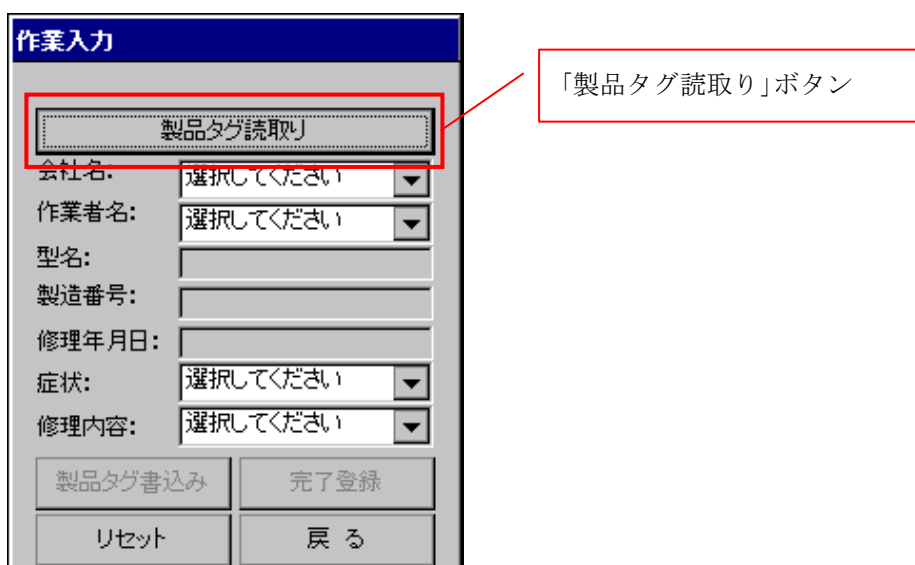 作業入力
「製品タグ読取り」ボタン
製品タグ読取り
会社名: 選択してください
作業者名: 選択してください
型名:
製造番号:
修理年月日:
症状: 選択してください
修理内容: 選択してください
製品タグ書込み 完了登録
リセット 戻る